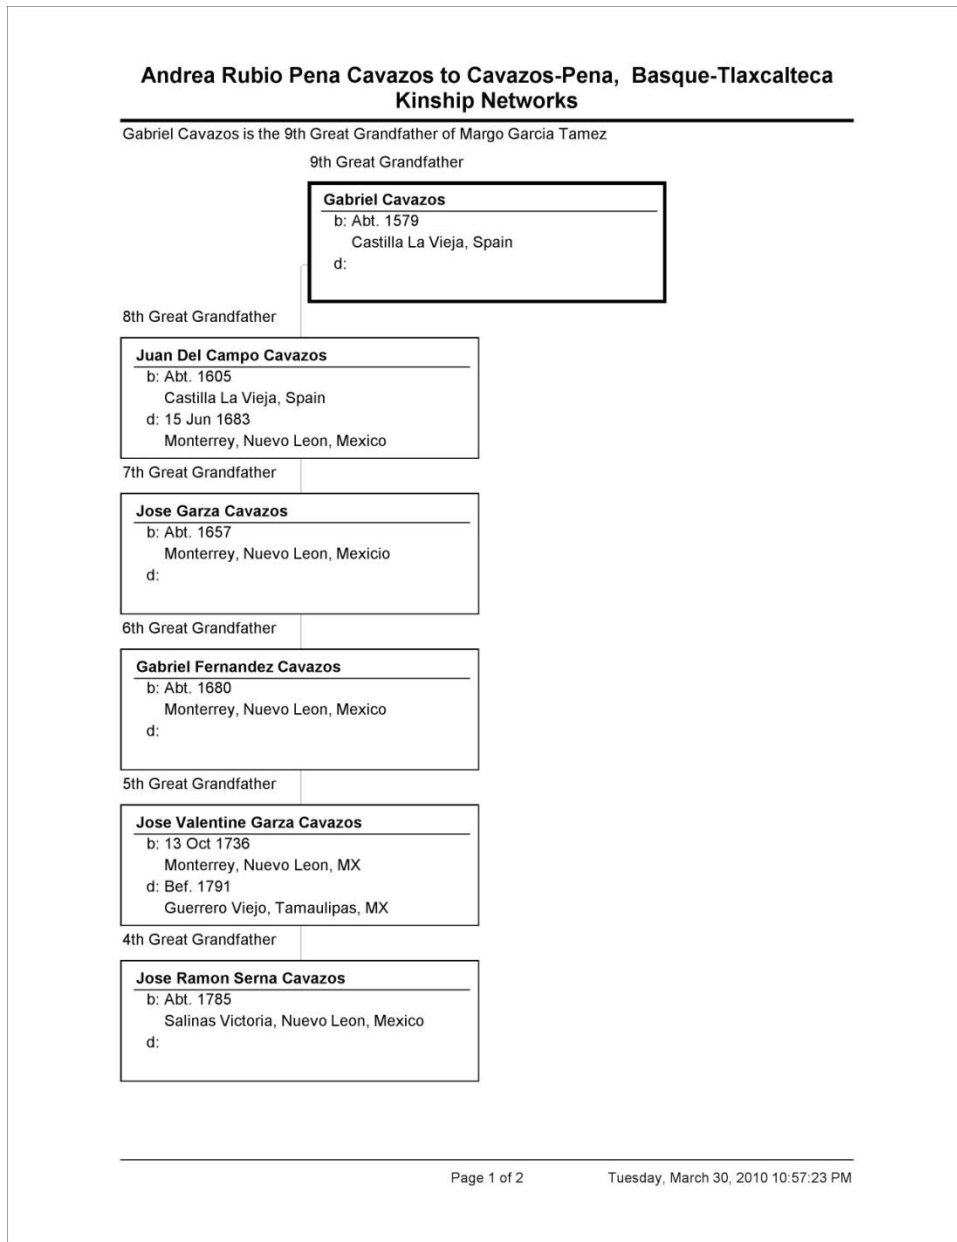 Andrea Rubio Pena Cavazos to Cavazos-Pena, Basque-Tlaxcalteca
Kinship Networks
Gabriel Cavazos is the 9th Great Grandfather of Margo Garcia Tamez
9th Great Grandfather
Gabriel Cavazos
b: Abt. 1579
Castilla La Vieja, Spain
d:
8th Great Grandfather
Juan Del Campo Cavazos
b: Abt. 1605
Castilla La Vieja, Spain
d: 15 Jun 1683
Monterrey, Nuevo Leon, Mexico
7th Great Grandfather
Jose Garza Cavazos
b: Abt. 1657
Monterrey, Nuevo Leon, Mexicio
d:
6th Great Grandfather
Gabriel Fernandez Cavazos
b: Abt. 1680
Monterrey, Nuevo Leon, Mexico
d:
5th Great Grandfather
Jose Valentine Garza Cavazos
b: 13 Oct 1736
Monterrey, Nuevo Leon, MX
d: Bef. 1791
Guerrero Viejo, Tamaulipas, MX
4th Great Grandfather
Jose Ramon Serna Cavazos
b: Abt. 1785
Salinas Victoria, Nuevo Leon, Mexico
d:
Page 1 of 2 Tuesday, March 30, 2010 10:57:23 PM